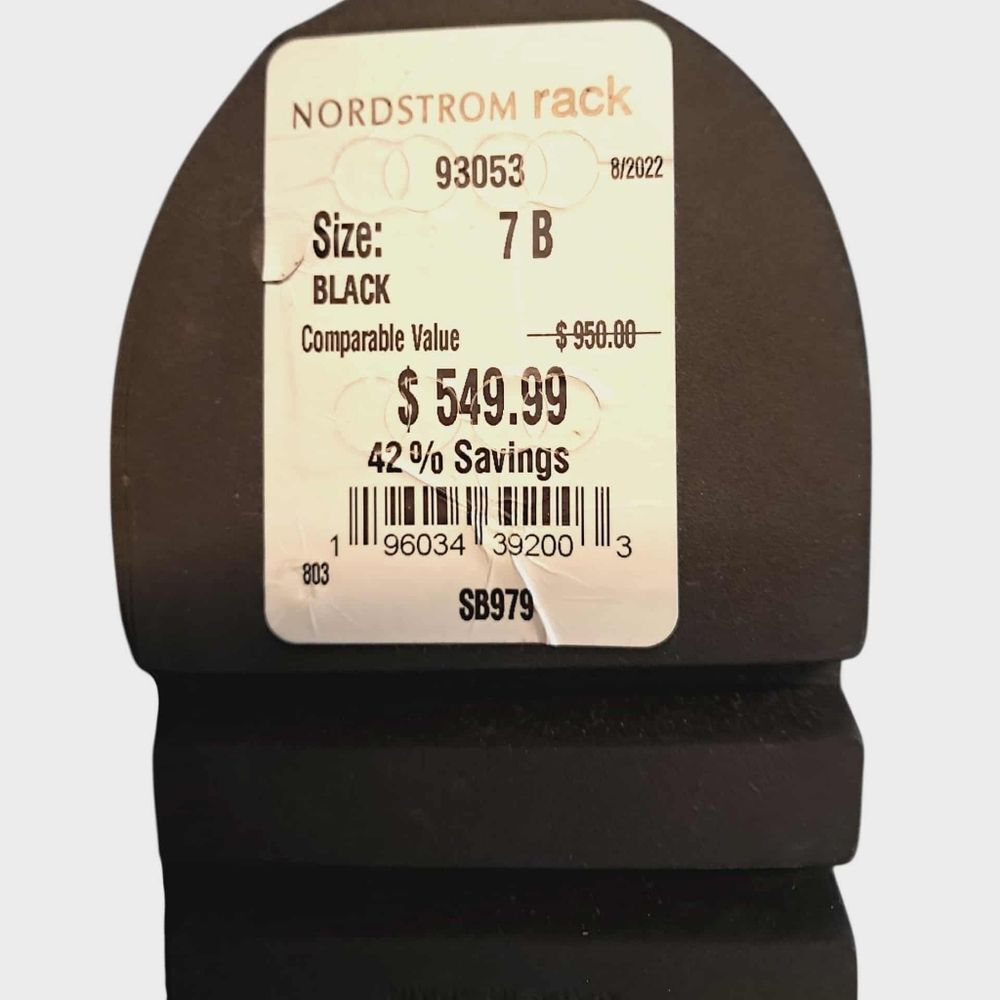 NORDSTROM rack
93053 8/2022
Size: 7 B
BLACK
Comparable Value $ 950.00
$ 549.99
42 % Savings
1 96034 39200 3
803
SB979